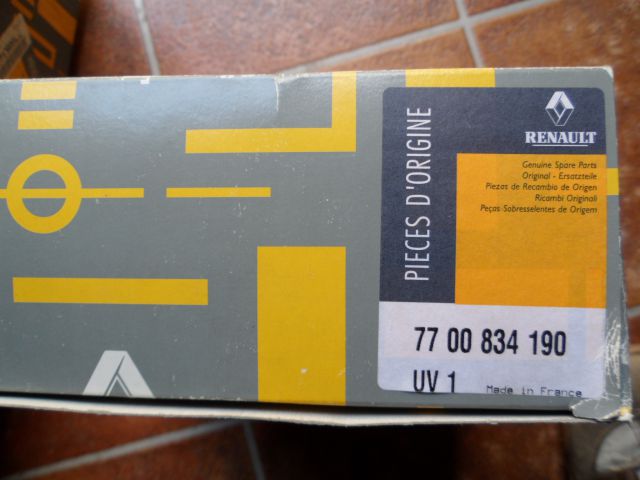 PIECES D'ORIGINE
RENAULT
Genuine Spare Parts
Original - Ersatzteile
Piezas de Recambio de Origen
Ricambi Originali
Peças Sobresselentes de Origem
77 00 834 190
UV 1 Made in France